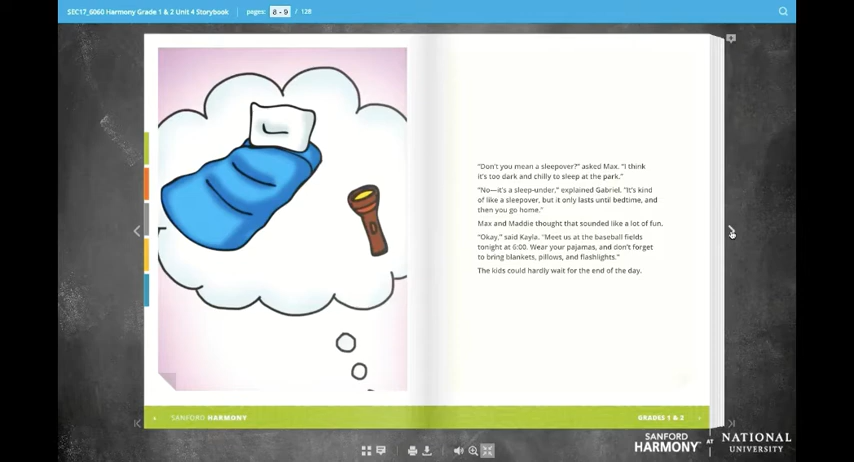 SEC17_6060 Harmony Grade 1 & 2 Unit 4 Storybook
pages: 8 - 9 / 128
“Don’t you mean a sleepover?” asked Max. “I think
it’s too dark and chilly to sleep at the park.”
“No—it’s a sleep-under,” explained Gabriel. “It’s kind
of like a sleepover, but it only lasts until bedtime, and
then you go home.”
Max and Maddie thought that sounded like a lot of fun.
“Okay,” said Kayla. “Meet us at the baseball fields
tonight at 6:00. Wear your pajamas, and don’t forget
to bring blankets, pillows, and flashlights.”
The kids could hardly wait for the end of the day.
SANFORD HARMONY
GRADES 1 & 2
SANFORD
HARMONY AT NATIONAL
UNIVERSITY